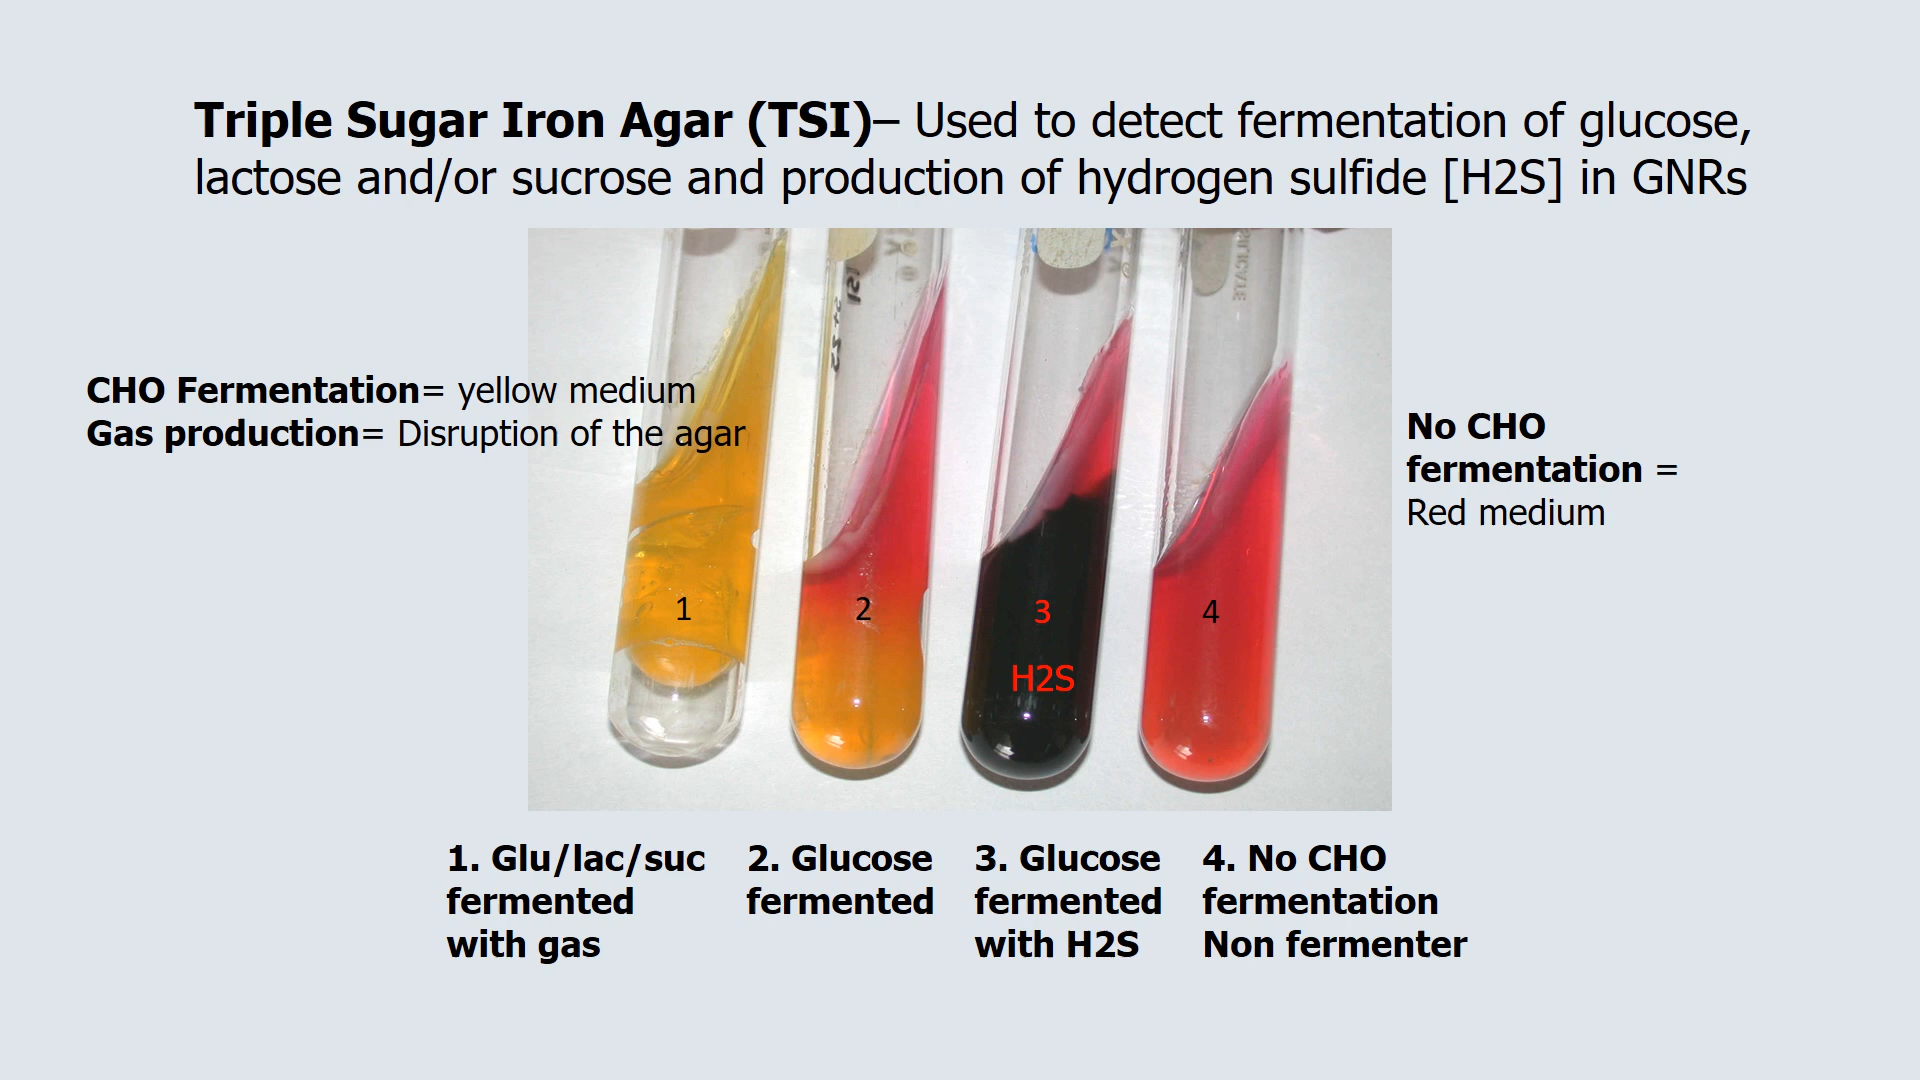 Triple Sugar Iron Agar (TSI)– Used to detect fermentation of glucose,
lactose and/or sucrose and production of hydrogen sulfide [H2S] in GNRs
CHO Fermentation= yellow medium
Gas production= Disruption of the agar
No CHO
fermentation =
Red medium
1
2
3
4
H2S
1. Glu/lac/suc
fermented
with gas
2. Glucose
fermented
3. Glucose
fermented
with H2S
4. No CHO
fermentation
Non fermenter